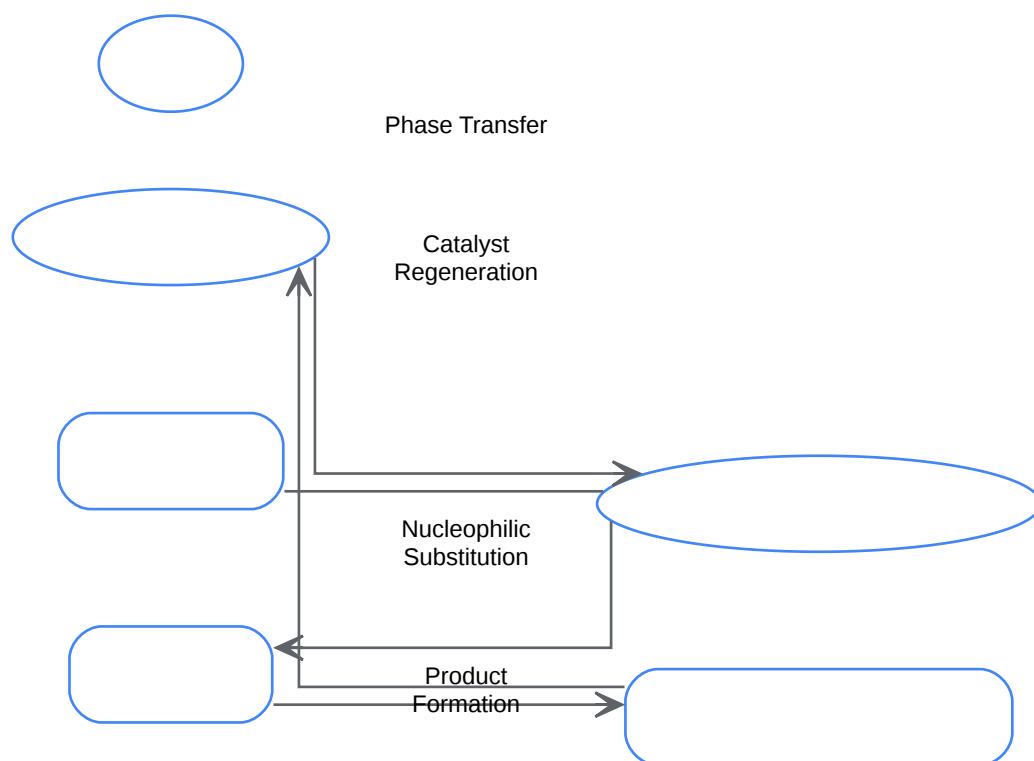 Phase Transfer
Catalyst
Regeneration
Nucleophilic
Substitution
Product
Formation